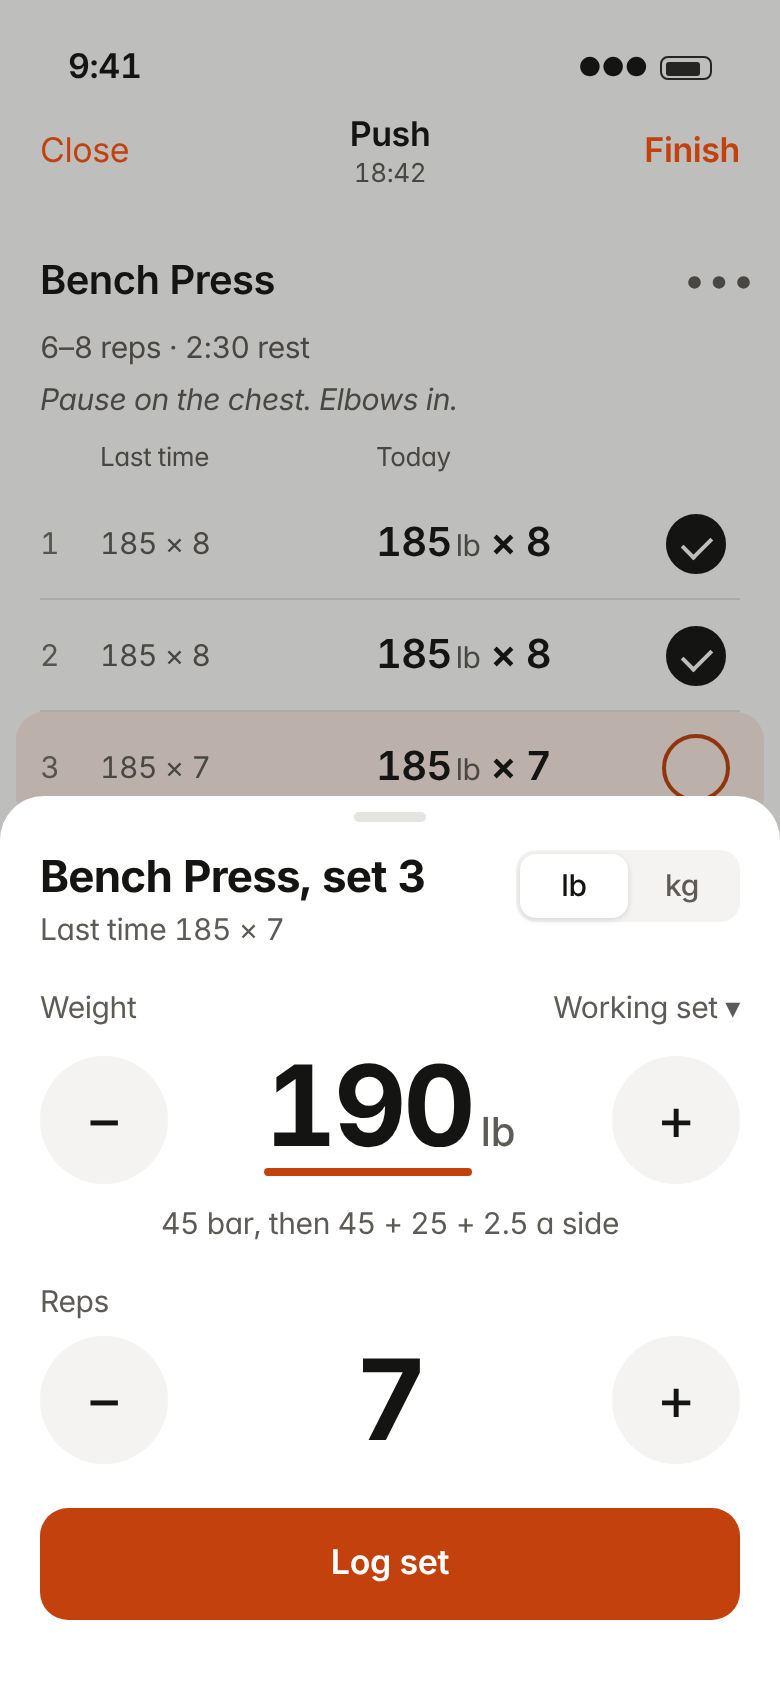 9:41
Close
Push
Finish
18:42
Bench Press
6–8 reps · 2:30 rest
Pause on the chest. Elbows in.
Last time Today
1 185 × 8 185 lb × 8
2 185 × 8 185 lb × 8
3 185 × 7 185 lb × 7
Bench Press, set 3
lb kg
Last time 185 × 7
Weight Working set ▾
− 190 lb +
45 bar, then 45 + 25 + 2.5 a side
Reps
− 7 +
Log set